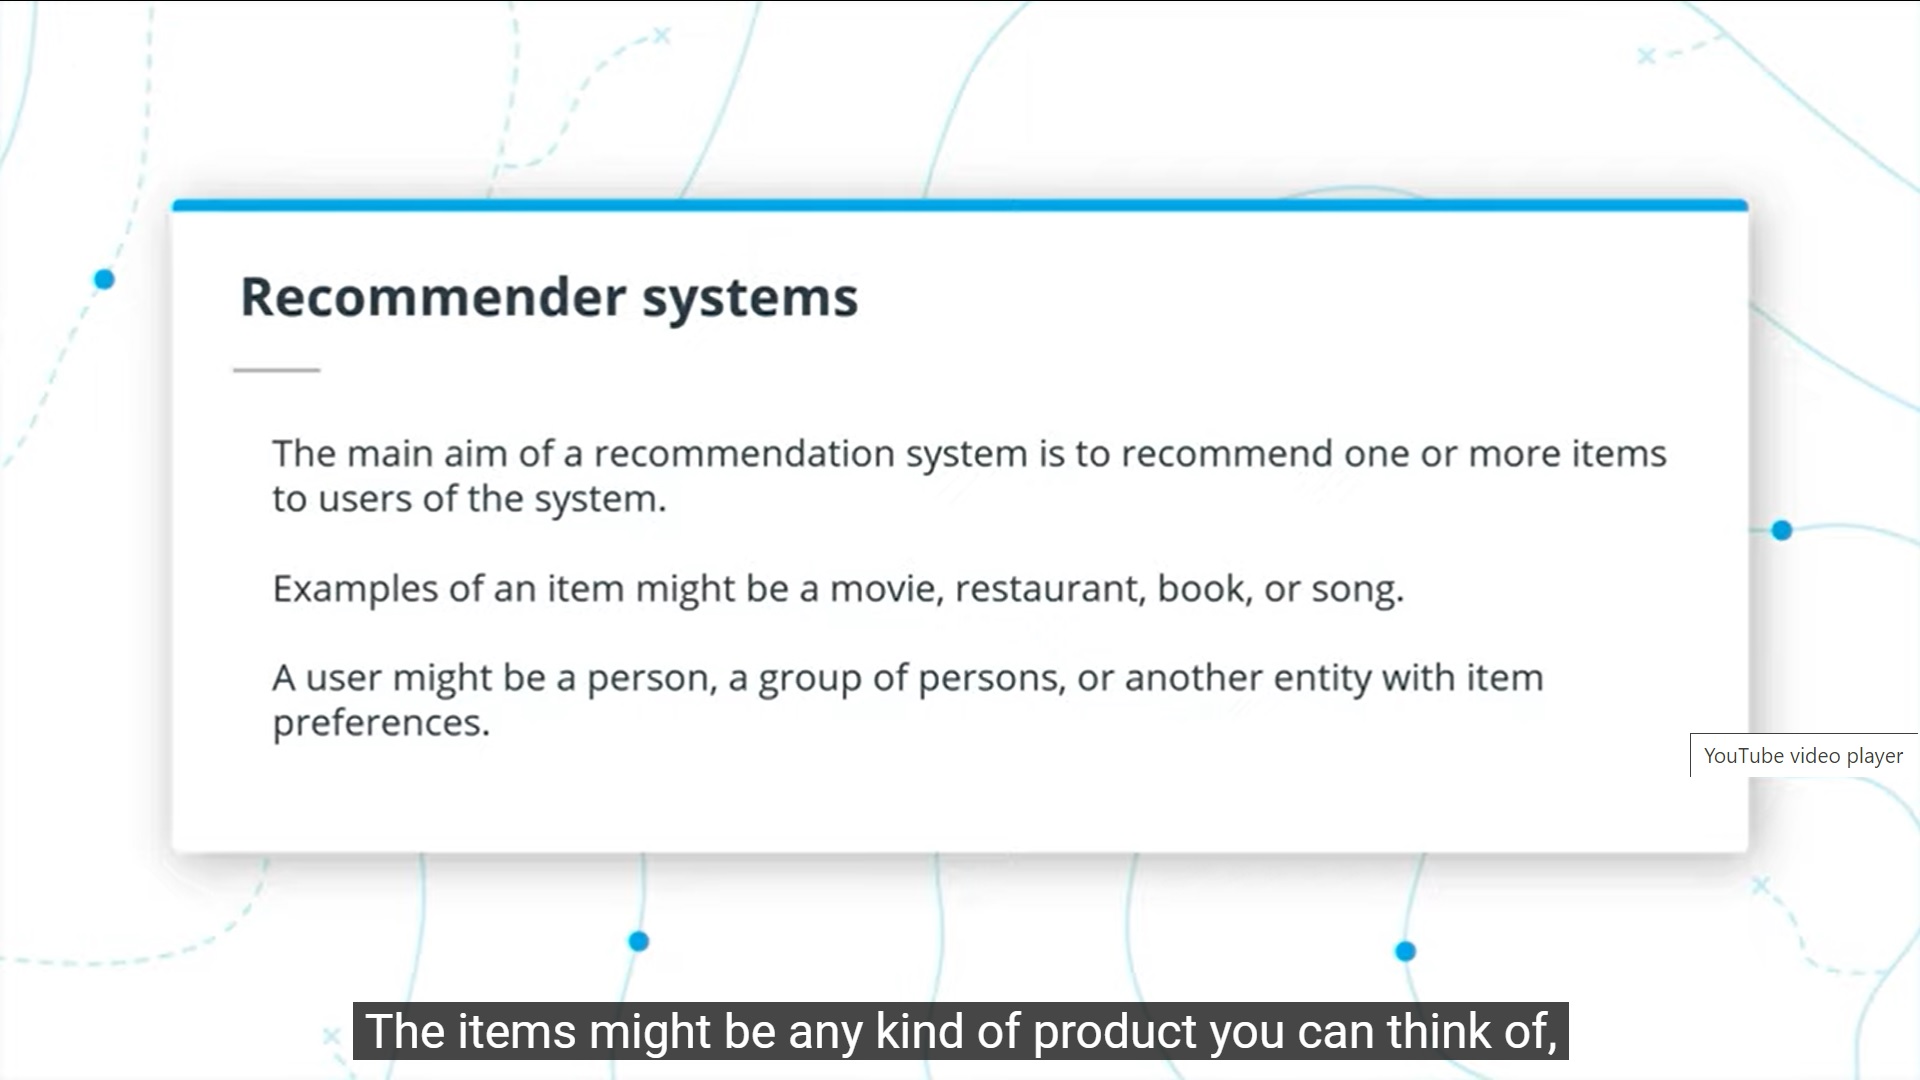 Recommender systems
The main aim of a recommendation system is to recommend one or more items
to users of the system.
Examples of an item might be a movie, restaurant, book, or song.
A user might be a person, a group of persons, or another entity with item
preferences.
YouTube video player
The items might be any kind of product you can think of,